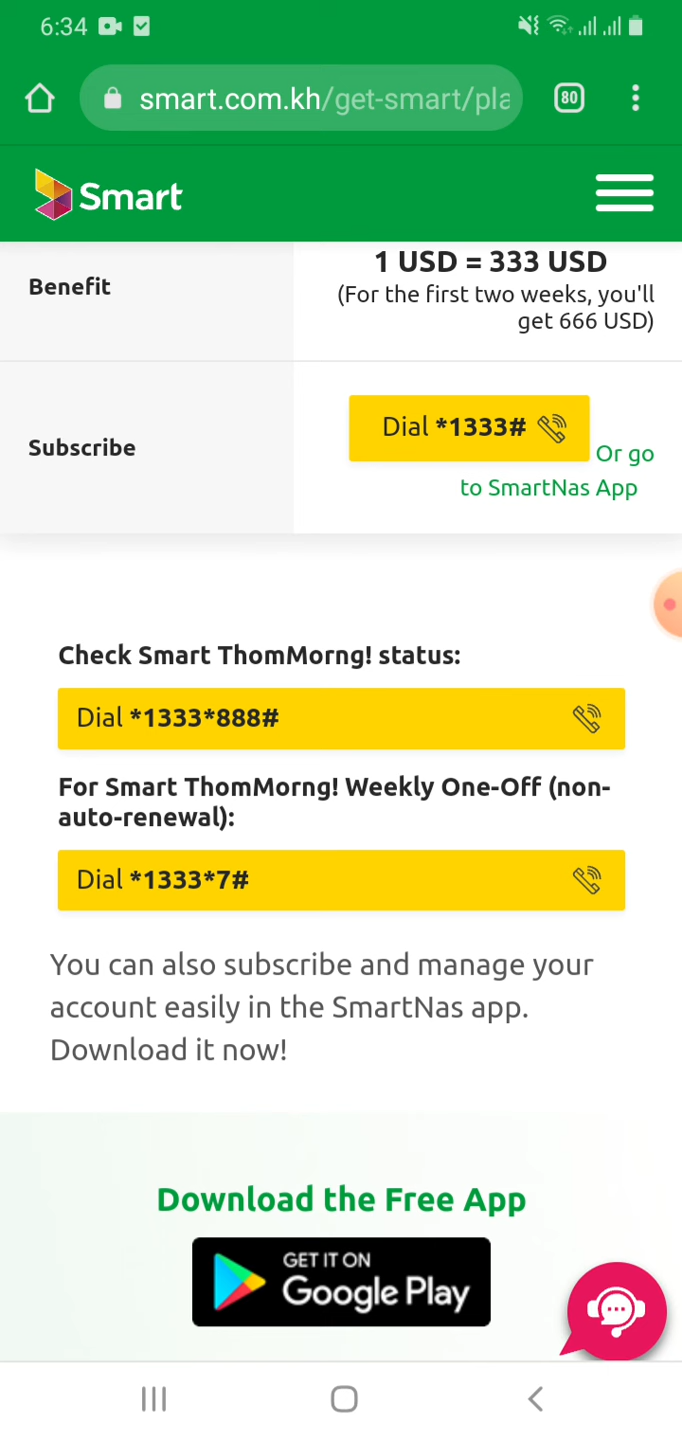 6:34
smart.com.kh/get-smart/pla
80
Smart
Benefit
1 USD = 333 USD
(For the first two weeks, you'll
get 666 USD)
Subscribe
Dial *1333#
Or go
to SmartNas App
Check Smart ThomMorng! status:
Dial *1333*888#
For Smart ThomMorng! Weekly One-Off (non-
auto-renewal):
Dial *1333*7#
You can also subscribe and manage your
account easily in the SmartNas app.
Download it now!
Download the Free App
GET IT ON
Google Play